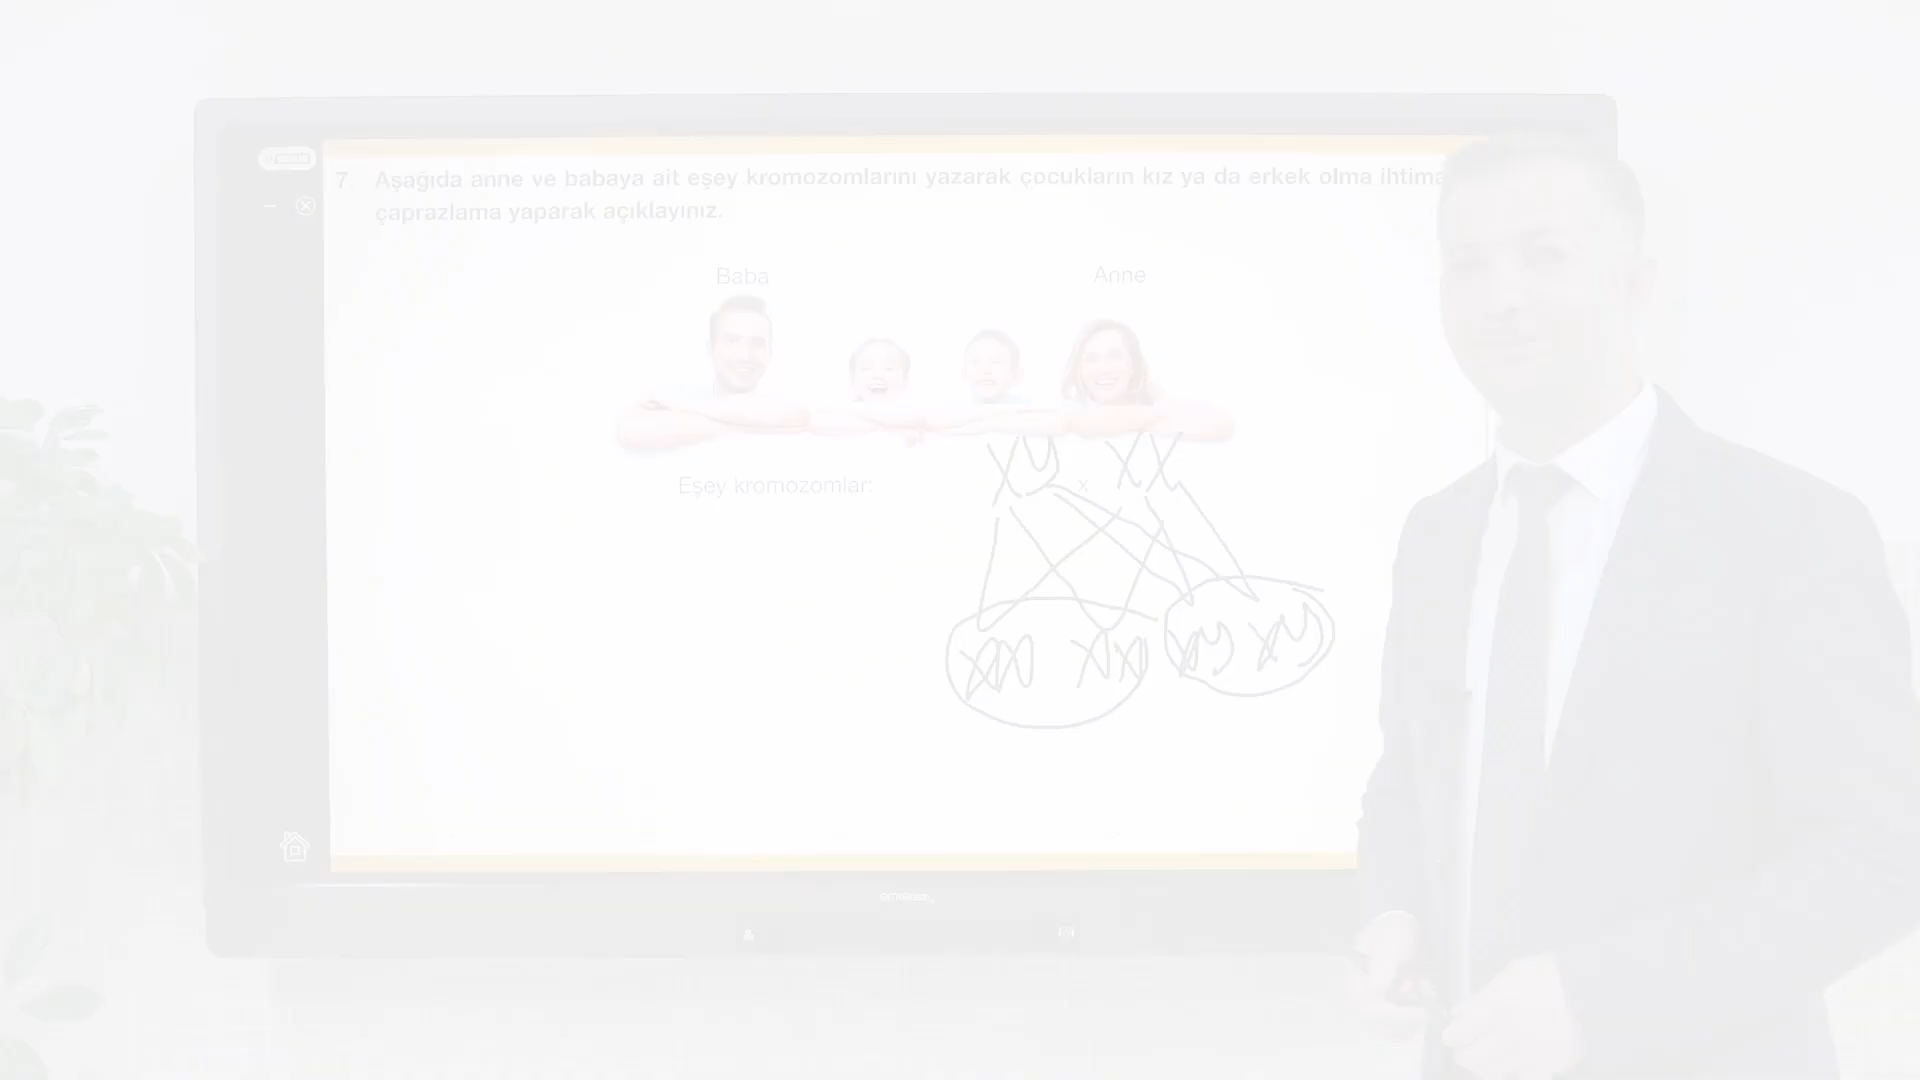 7. Aşağıda anne ve babaya ait eşey kromozomlarını yazarak çocukların kız ya da erkek olma ihtima
çaprazlama yaparak açıklayınız.
Baba Anne
XY XX
Eşey kromozomlar: x
XX XX XY XY